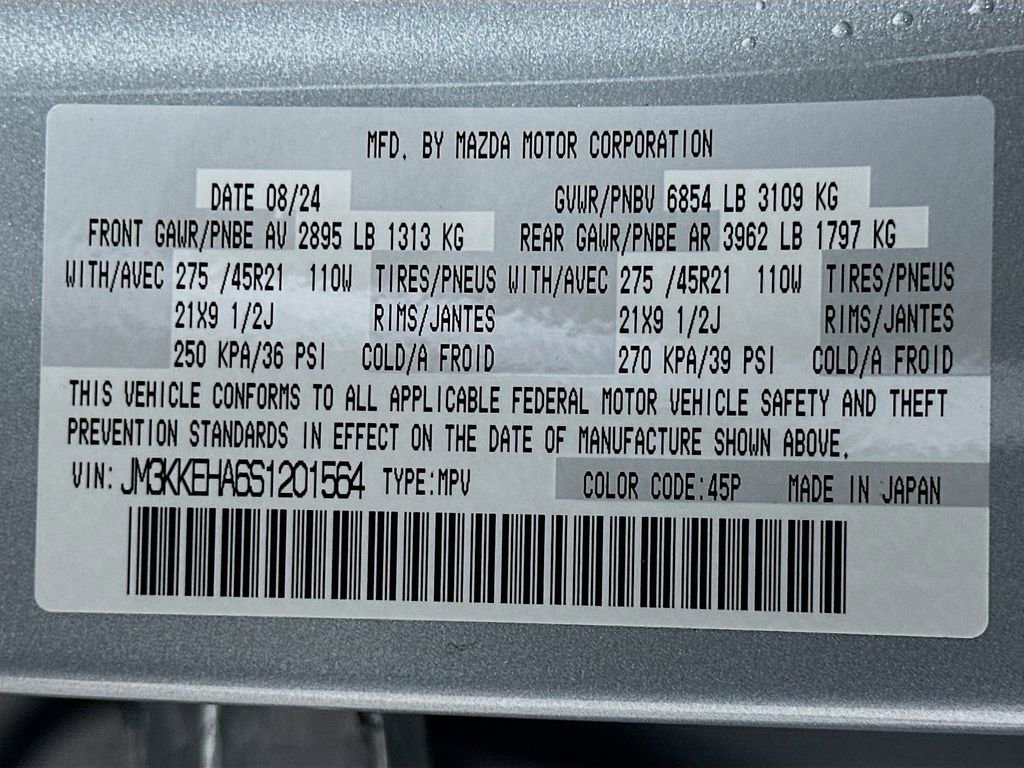 MFD. BY MAZDA MOTOR CORPORATION
DATE 08/24 GVWR/PNBV 6854 LB 3109 KG
FRONT GAWR/PNBE AV 2895 LB 1313 KG REAR GAWR/PNBE AR 3962 LB 1797 KG
WITH/AVEC 275 /45R21 110W TIRES/PNEUS WITH/AVEC 275 /45R21 110W TIRES/PNEUS
21X9 1/2J RIMS/JANTES 21X9 1/2J RIMS/JANTES
250 KPA/36 PSI COLD/A FROID 270 KPA/39 PSI COLD/A FROID
THIS VEHICLE CONFORMS TO ALL APPLICABLE FEDERAL MOTOR VEHICLE SAFETY AND THEFT
PREVENTION STANDARDS IN EFFECT ON THE DATE OF MANUFACTURE SHOWN ABOVE.
VIN: JM3KKEHA6S1201564 TYPE:MPV COLOR CODE:45P MADE IN JAPAN